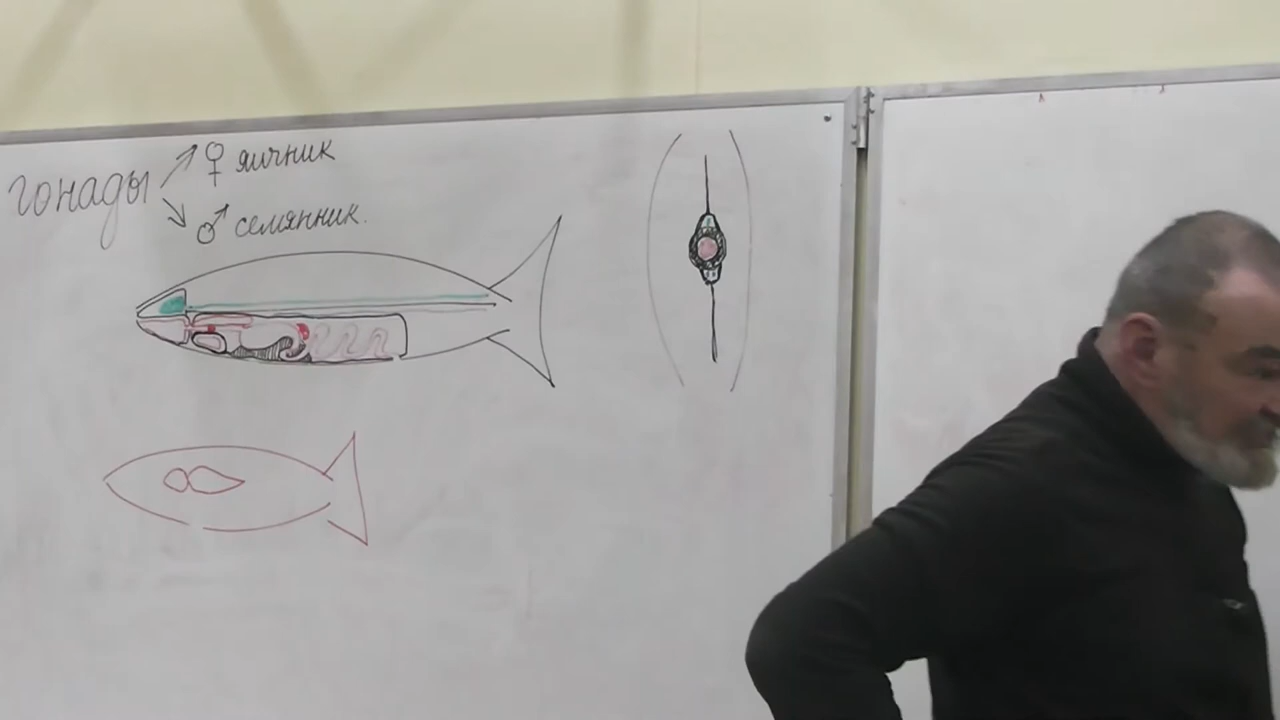 гонады ♀ яичник
♂ семянник.